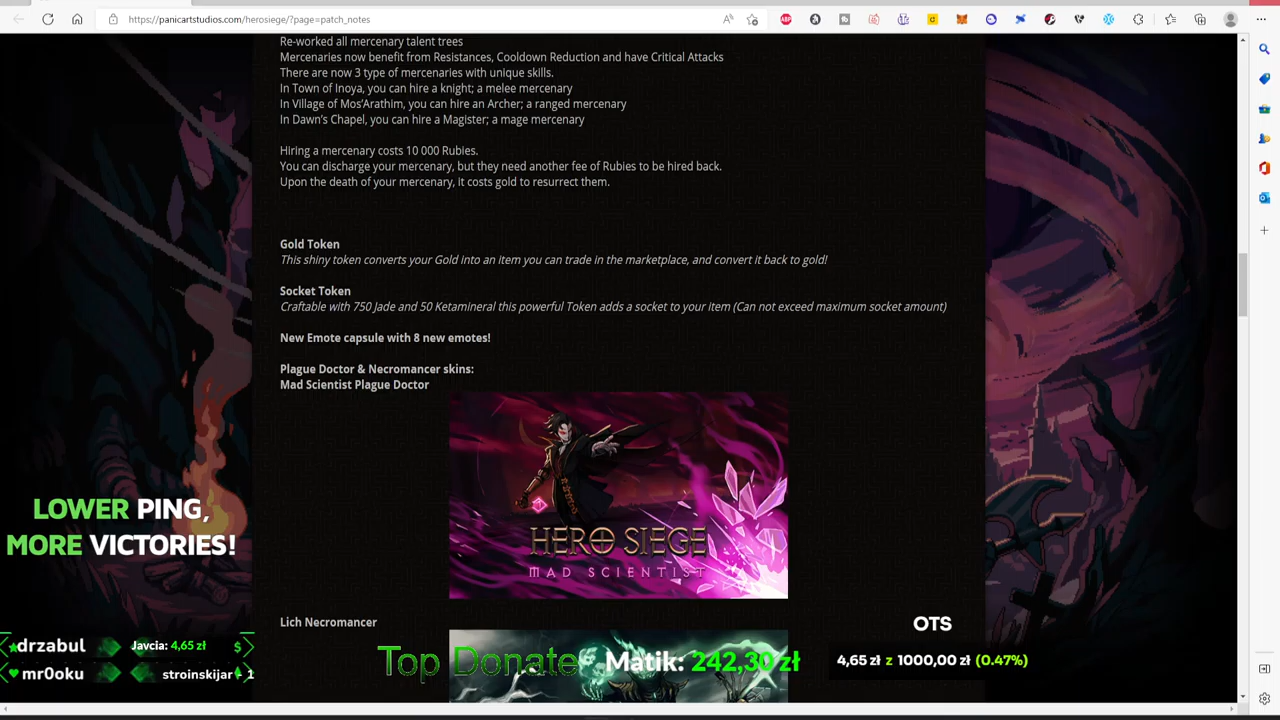 https://panicartstudios.com/herosiege/?page=patch_notes
Re-worked all mercenary talent trees
Mercenaries now benefit from Resistances, Cooldown Reduction and have Critical Attacks
There are now 3 type of mercenaries with unique skills.
In Town of Inoya, you can hire a knight; a melee mercenary
In Village of Mos'Arathim, you can hire an Archer; a ranged mercenary
In Dawn's Chapel, you can hire a Magister; a mage mercenary
Hiring a mercenary costs 10 000 Rubies.
You can discharge your mercenary, but they need another fee of Rubies to be hired back.
Upon the death of your mercenary, it costs gold to resurrect them.
Gold Token
This shiny token converts your Gold into an item you can trade in the marketplace, and convert it back to gold!
Socket Token
Craftable with 750 Jade and 50 Ketamineral this powerful Token adds a socket to your item (Can not exceed maximum socket amount)
New Emote capsule with 8 new emotes!
Plague Doctor & Necromancer skins:
Mad Scientist Plague Doctor
HERO SIEGE
MAD SCIENTIST
Lich Necromancer
LOWER PING,
MORE VICTORIES!
drzabul Javcia: 4,65 zł $
mr0oku stroinskijar 1
Top Donate Matik: 242,30 zł
OTS
4,65 zł z 1000,00 zł (0.47%)